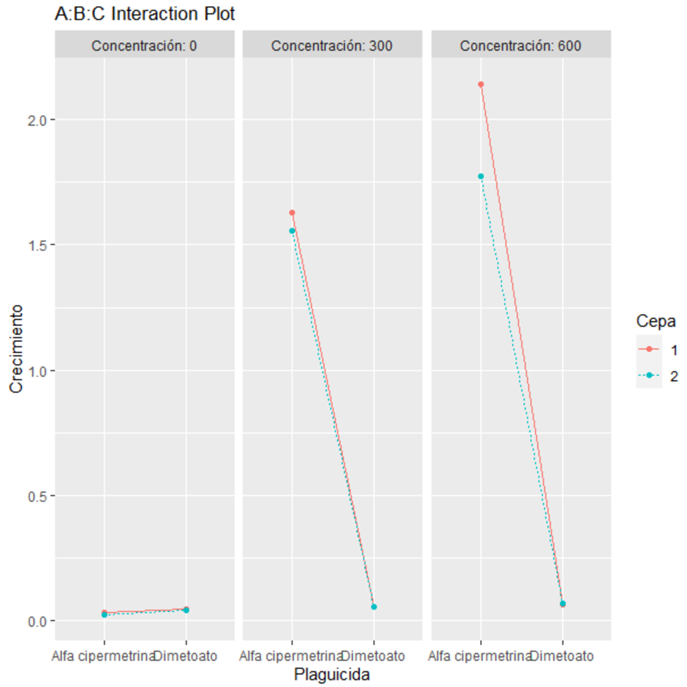 A:B:C Interaction Plot
Concentración: 0
Concentración: 300
Concentración: 600
Crecimiento
2.0
1.5
1.0
0.5
0.0
Alfa cipermetrina Dimetoato
Alfa cipermetrina Dimetoato
Alfa cipermetrina Dimetoato
Plaguicida
Cepa
1
2